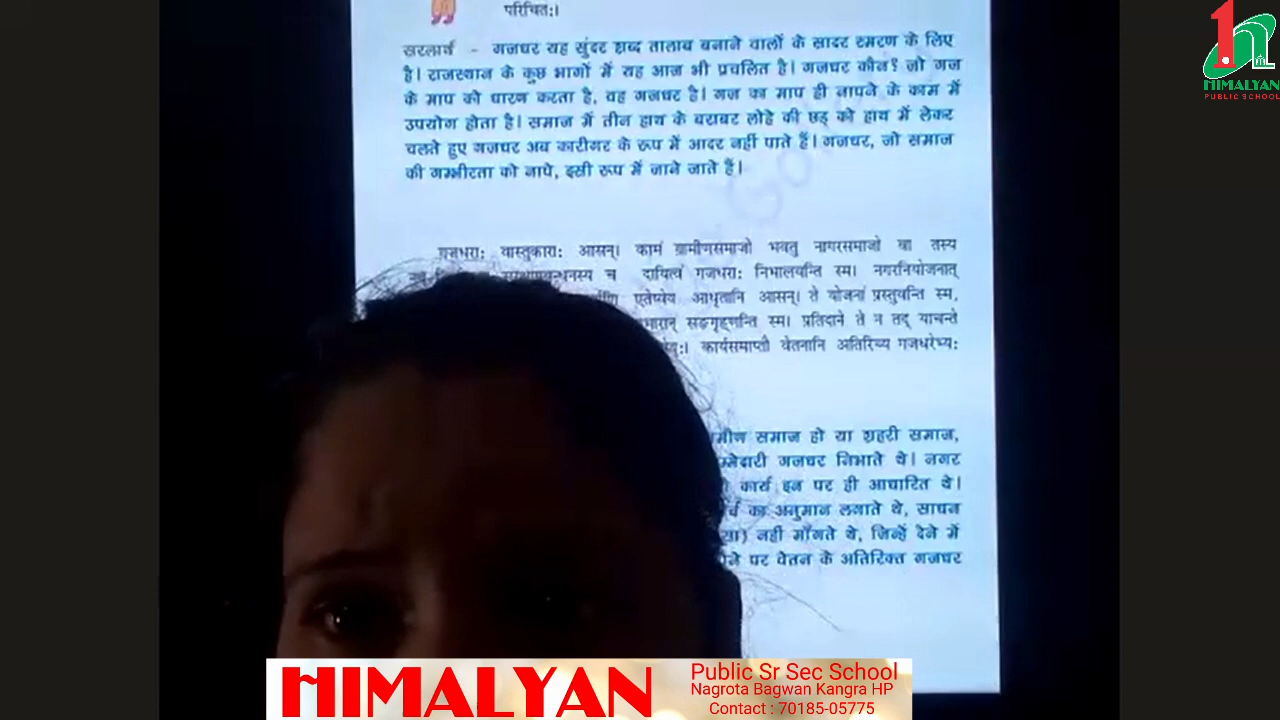 परिचितः।
सरलार्थ - गजधर यह सुंदर शब्द तालाब बनाने वालों के सादर स्मरण के लिए
है। राजस्थान के कुछ भागों में यह आज भी प्रचलित है। गजधर कौन? जो गज
के माप को धारण करता है, वह गजधर है। गज का माप ही नापने के काम में
उपयोग होता है। समाज में तीन हाथ के बराबर लोहे की छड़ को हाथ में लेकर
चलते हुए गजधर अब कारीगर के रूप में आदर नहीं पाते हैं। गजधर, जो समाज
की गम्भीरता को नापे, इसी रूप में जाने जाते हैं।
गजधराः वास्तुकाराः आसन्। कामं ग्रामीणसमाजो भवतु नागरसमाजो वा तस्य
च दायित्वं गजधराः निभालयन्ति स्म। नगरनियोजनात्
एतेष्वेव आधृतानि आसन्। ते योजनां प्रस्तुवन्ति स्म,
सङ्गृह्णन्ति स्म। प्रतिदाने ते न तद् याचन्ते
कार्यसमाप्तौ वेतनानि अतिरिच्य गजधरेभ्यः
समाज हो या शहरी समाज,
गजधर निभाते थे। नगर
कार्य इन पर ही आधारित थे।
का अनुमान लगाते थे, साधन
नहीं माँगते थे, जिन्हें देने में
पर वेतन के अतिरिक्त गजधर
HIMALYAN
PUBLIC SCHOOL
HIMALYAN
Public Sr Sec School
Nagrota Bagwan Kangra HP
Contact : 70185-05775